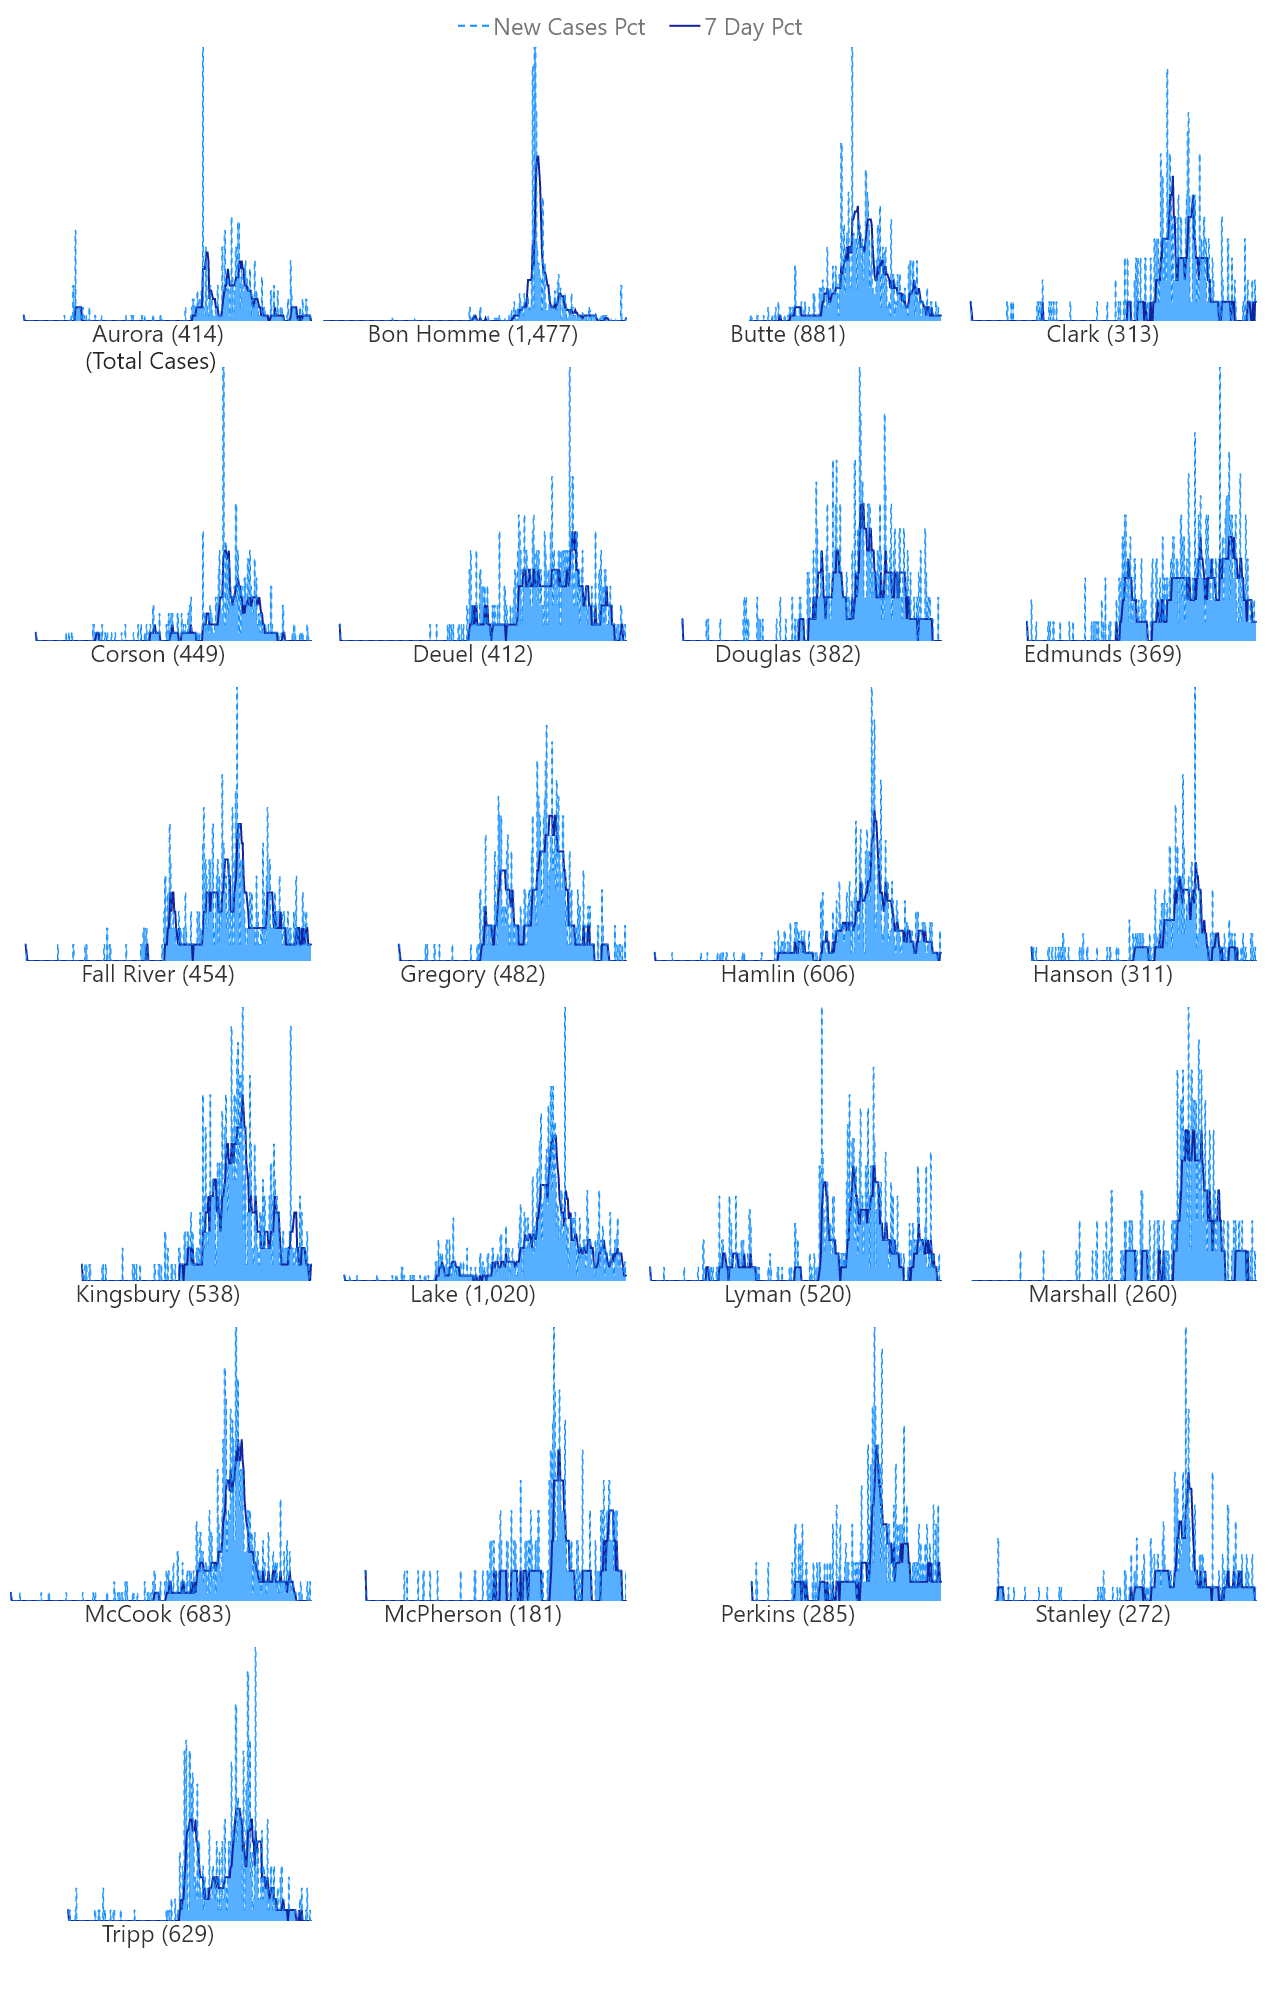 New Cases Pct 7 Day Pct
Aurora (414) Bon Homme (1,477) Butte (881) Clark (313)
(Total Cases)
Corson (449) Deuel (412) Douglas (382) Edmunds (369)
Fall River (454) Gregory (482) Hamlin (606) Hanson (311)
Kingsbury (538) Lake (1,020) Lyman (520) Marshall (260)
McCook (683) McPherson (181) Perkins (285) Stanley (272)
Tripp (629)